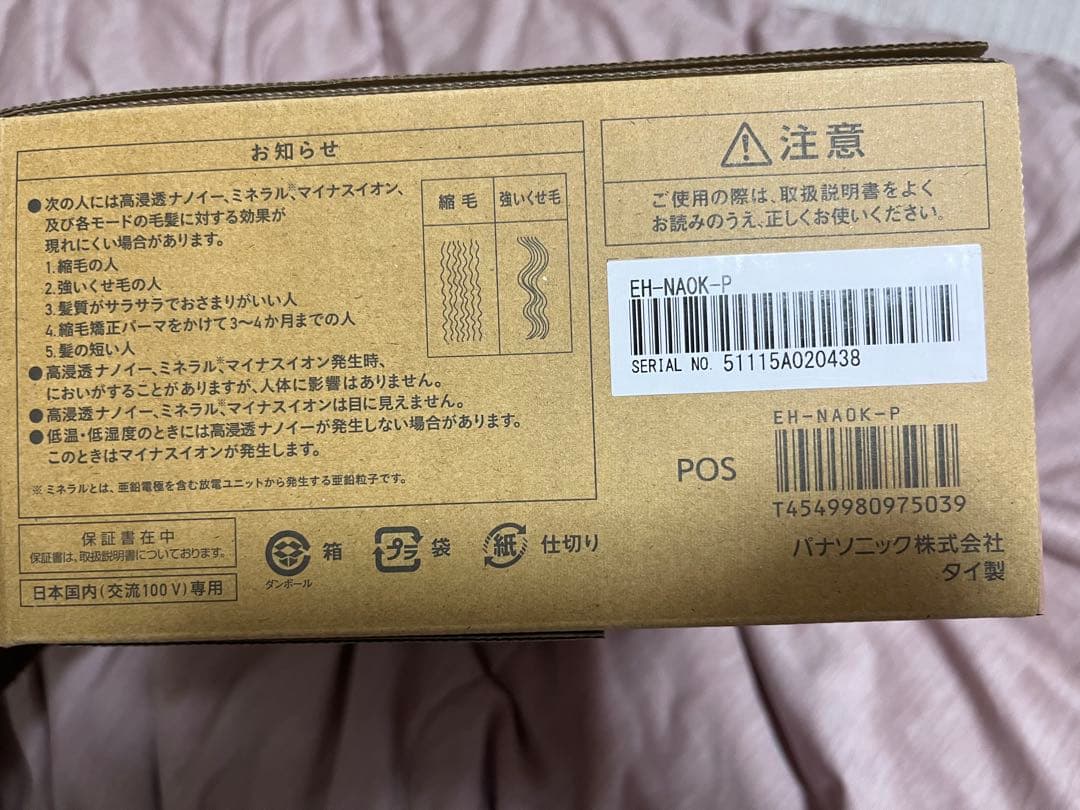 お知らせ
●次の人には高浸透ナノイー、ミネラル※、マイナスイオン、
及び各モードの毛髪に対する効果が
現れにくい場合があります。
1.縮毛の人
2.強いくせ毛の人
3.髪質がサラサラでおさまりがいい人
4.縮毛矯正パーマをかけて3〜4か月までの人
5.髪の短い人
縮毛 強いくせ毛
●高浸透ナノイー、ミネラル※、マイナスイオン発生時、
においがすることがありますが、人体に影響はありません。
●高浸透ナノイー、ミネラル※、マイナスイオンは目に見えません。
●低温・低湿度のときには高浸透ナノイーが発生しない場合があります。
このときはマイナスイオンが発生します。
※ミネラルとは、亜鉛電極を含む放電ユニットから発生する亜鉛粒子です。
保証書在中
保証書は、取扱説明書についております。
日本国内(交流100V)専用
ダンボール
箱
プラ
袋
紙
仕切り
⚠注意
ご使用の際は、取扱説明書をよく
お読みのうえ、正しくお使いください。
EH-NA0K-P
SERIAL NO. 51115A020438
EH-NA0K-P
POS
T4549980975039
パナソニック株式会社
タイ製